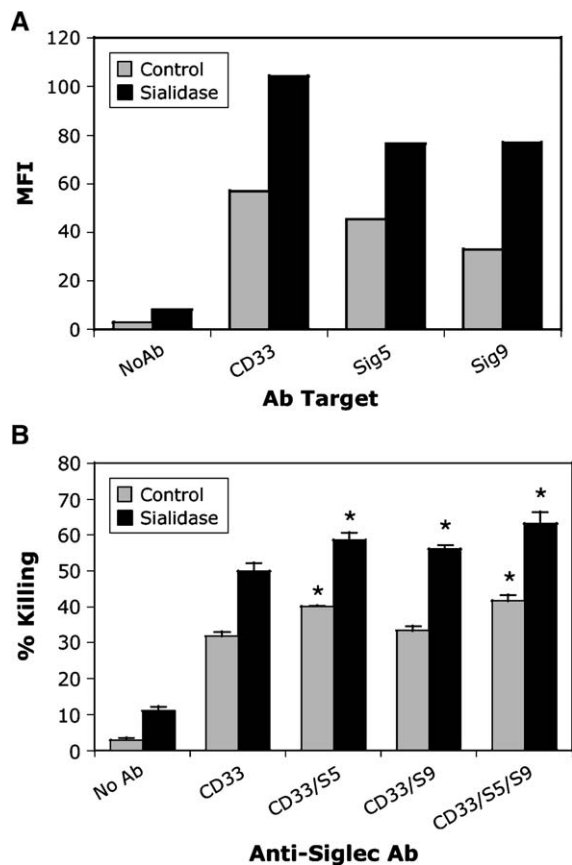 A
120
100
80
60
40
20
0
MFI
Control
Sialidase
NoAb
CD33
Sig5
Sig9
Ab Target
B
80
70
60
50
40
30
20
10
0
% Killing
Control
Sialidase
*
*
*
*
*
No Ab
CD33
CD33/S5
CD33/S9
CD33/S5/S9
Anti-Siglec Ab